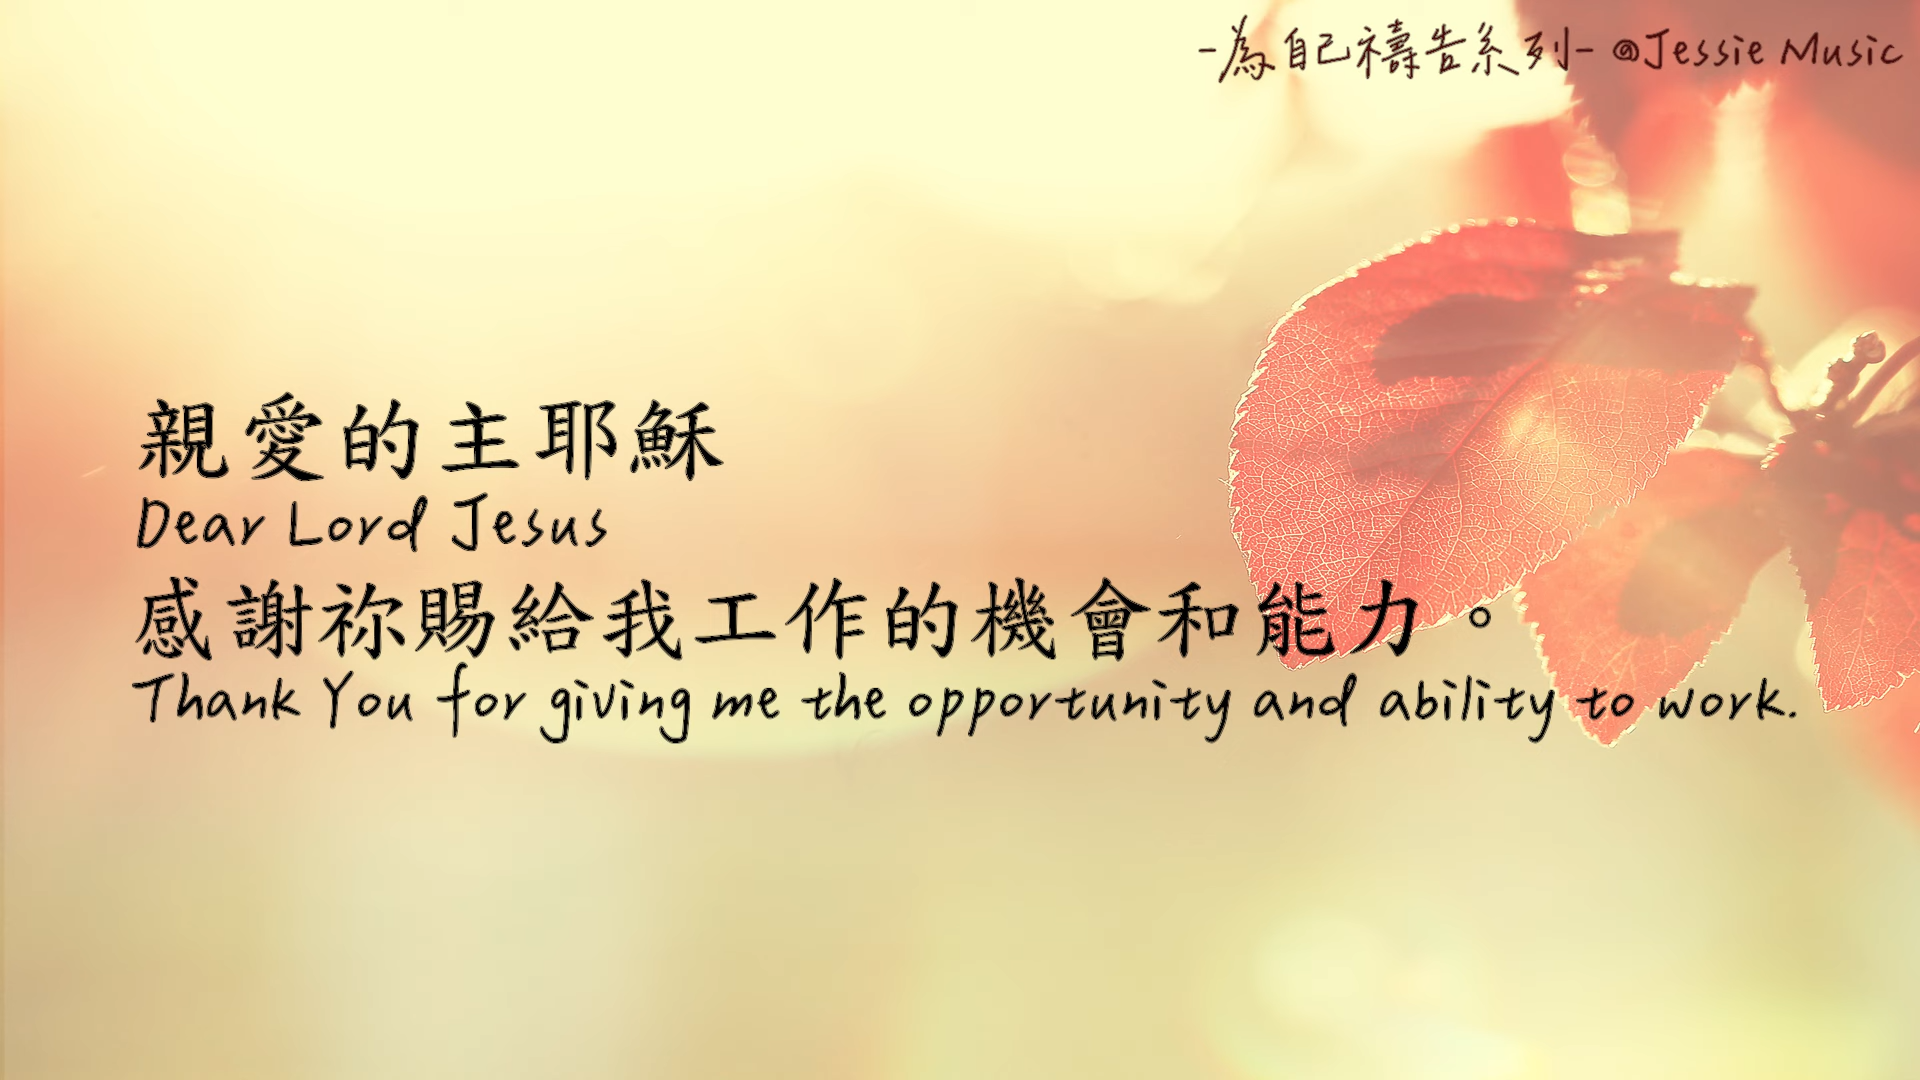 -為自己禱告系列- @Jessie Music
親愛的主耶穌
Dear Lord Jesus
感謝祢賜給我工作的機會和能力。
Thank You for giving me the opportunity and ability to work.